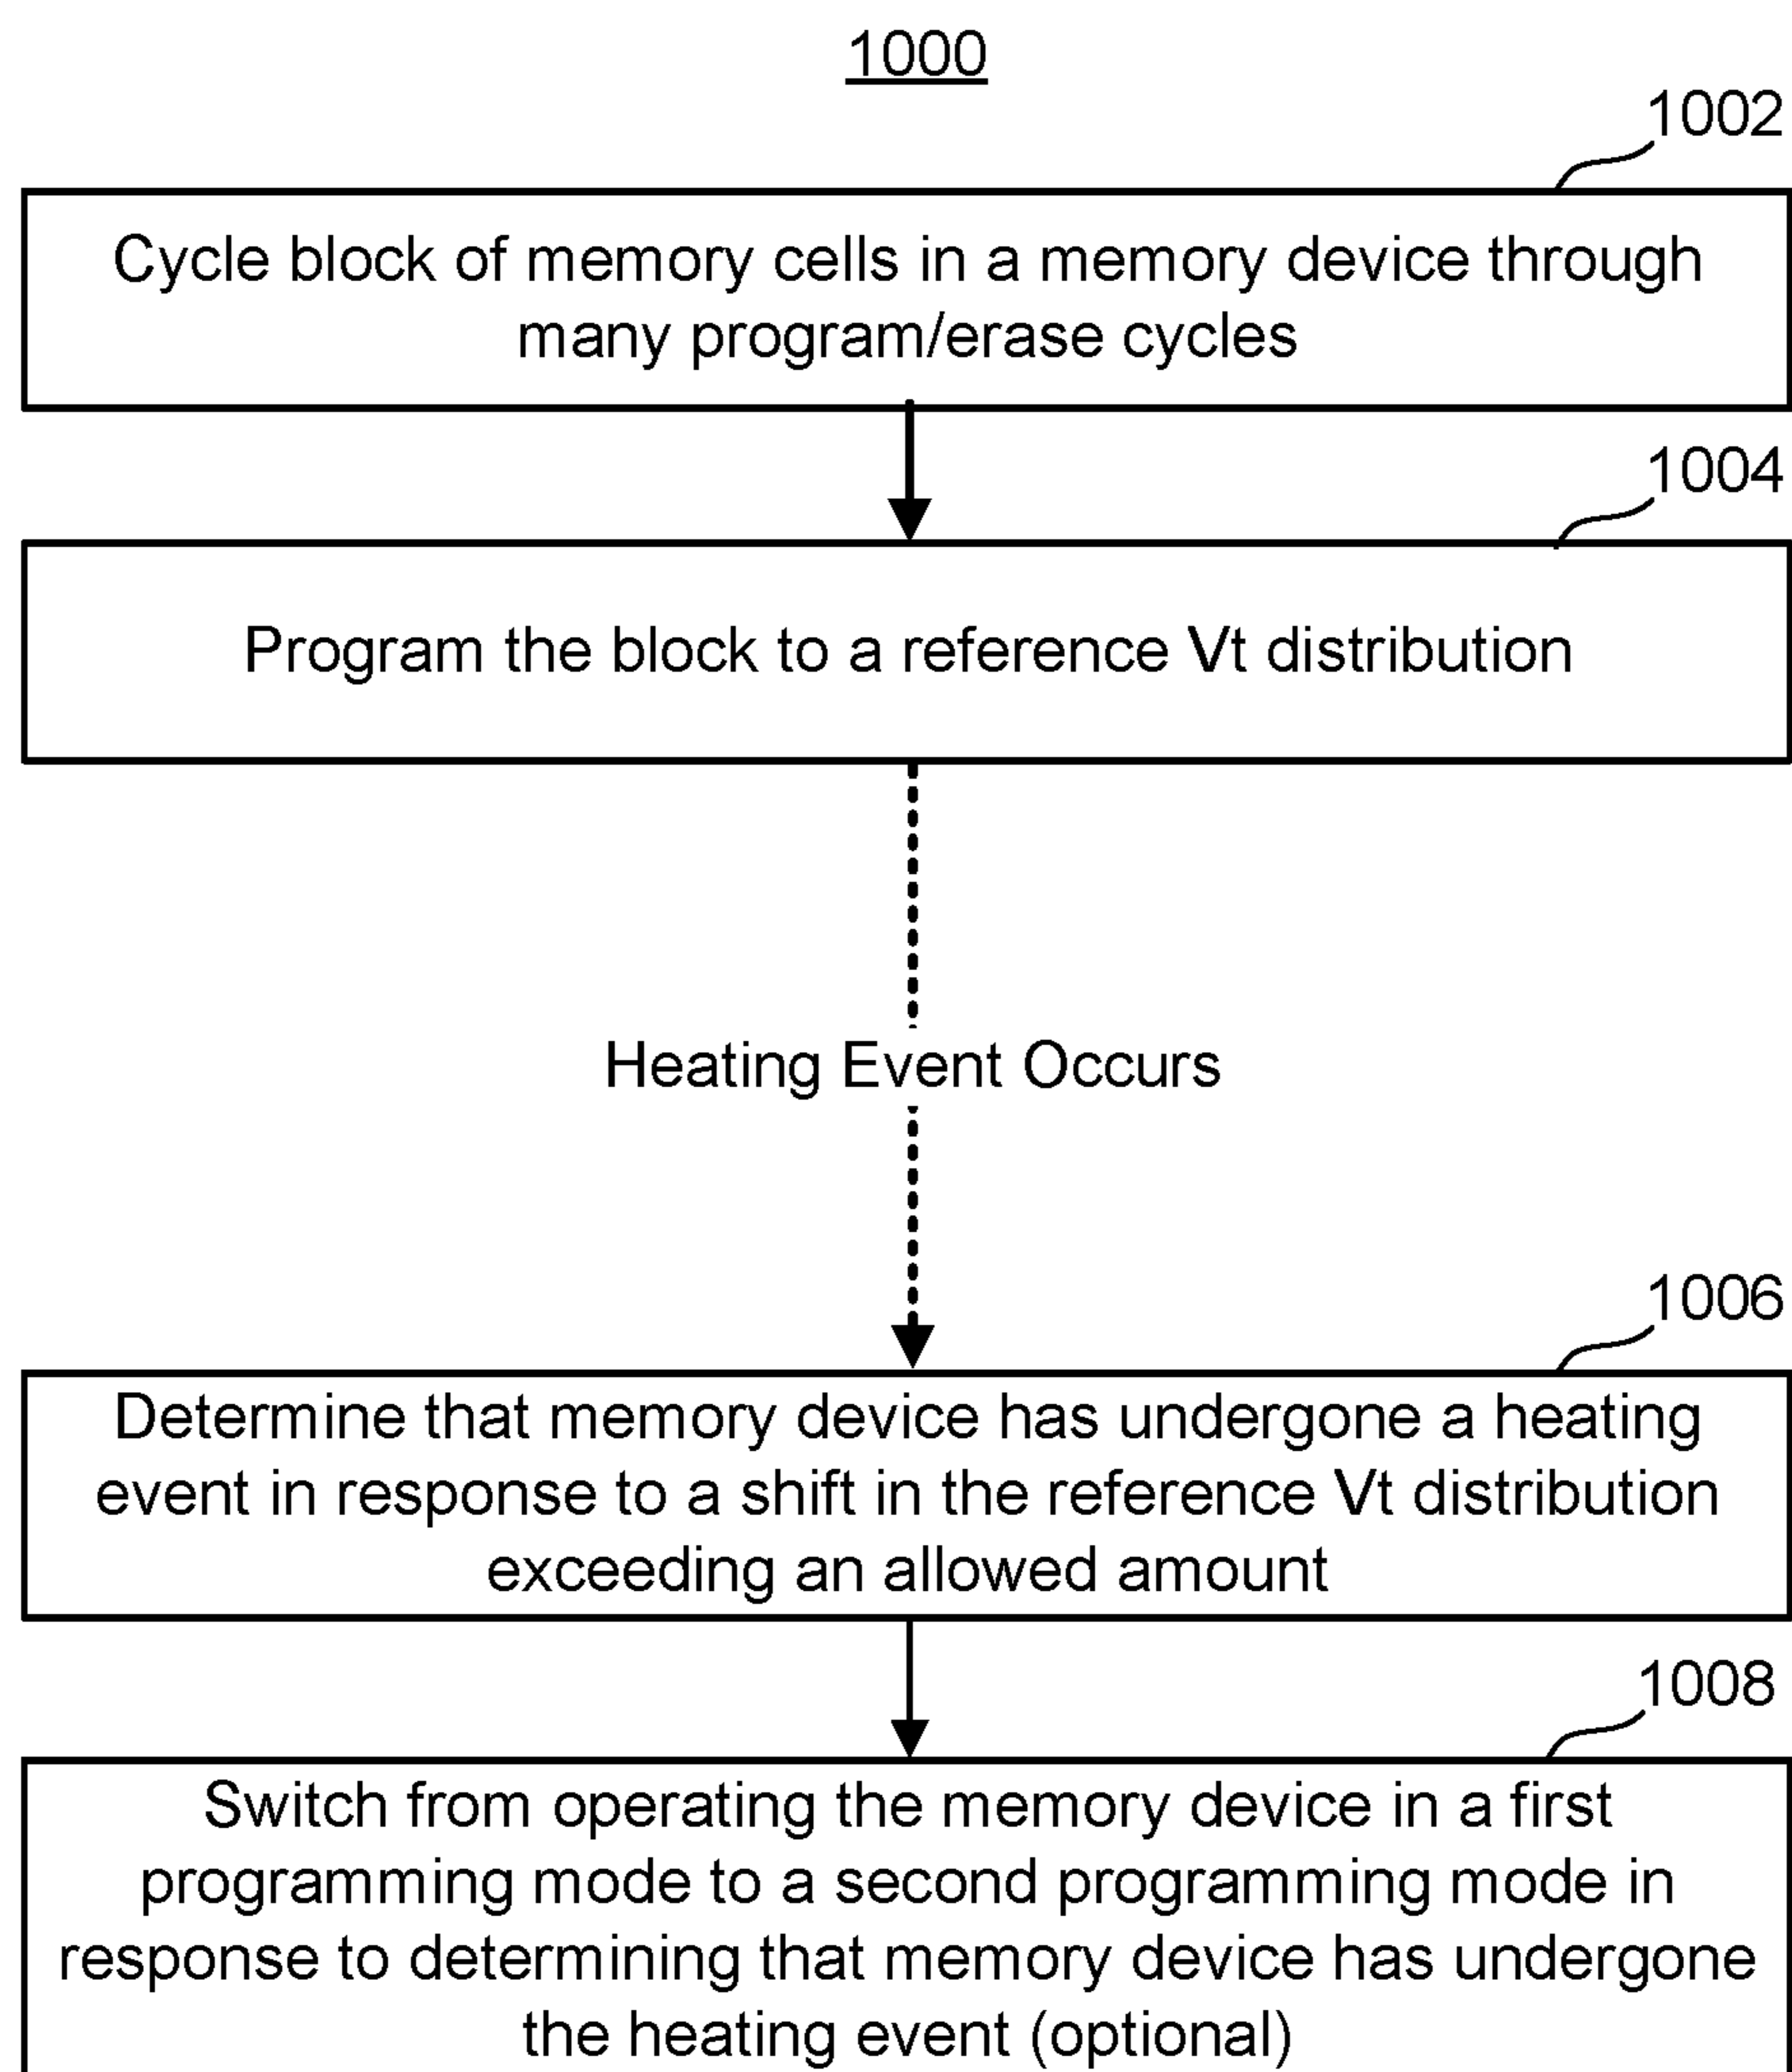 1000
1002
Cycle block of memory cells in a memory device through
many program/erase cycles
1004
Program the block to a reference Vt distribution
Heating Event Occurs
1006
Determine that memory device has undergone a heating
event in response to a shift in the reference Vt distribution
exceeding an allowed amount
1008
Switch from operating the memory device in a first
programming mode to a second programming mode in
response to determining that memory device has undergone
the heating event (optional)